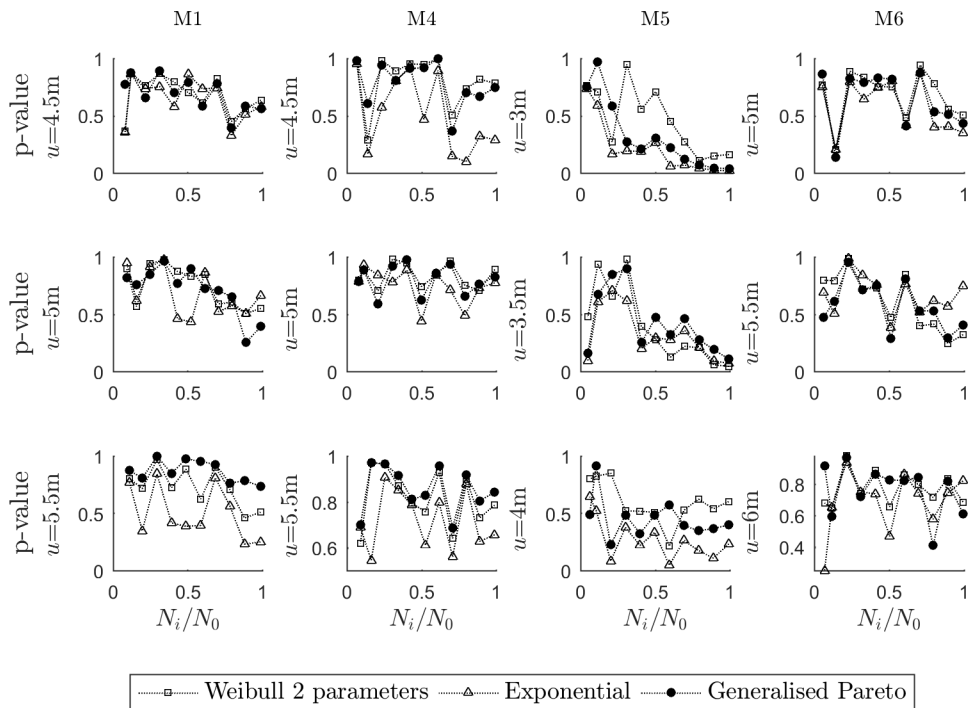 M1 M4 M5 M6
p-value
u=4.5m
1
0.5
0
0 0.5 1
u=4.5m
1
0.5
0
0 0.5 1
u=3m
1
0.5
0
0 0.5 1
u=5m
1
0.5
0
0 0.5 1
p-value
u=5m
1
0.5
0
0 0.5 1
u=5m
1
0.5
0
0 0.5 1
u=3.5m
1
0.5
0
0 0.5 1
u=5.5m
1
0.5
0
0 0.5 1
p-value
u=5.5m
1
0.5
0
0 0.5 1
N_i/N_0
u=5.5m
1
0.8
0.6
0 0.5 1
N_i/N_0
u=4m
1
0.5
0
0 0.5 1
N_i/N_0
u=6m
0.8
0.6
0.4
0 0.5 1
N_i/N_0
Weibull 2 parameters Exponential Generalised Pareto